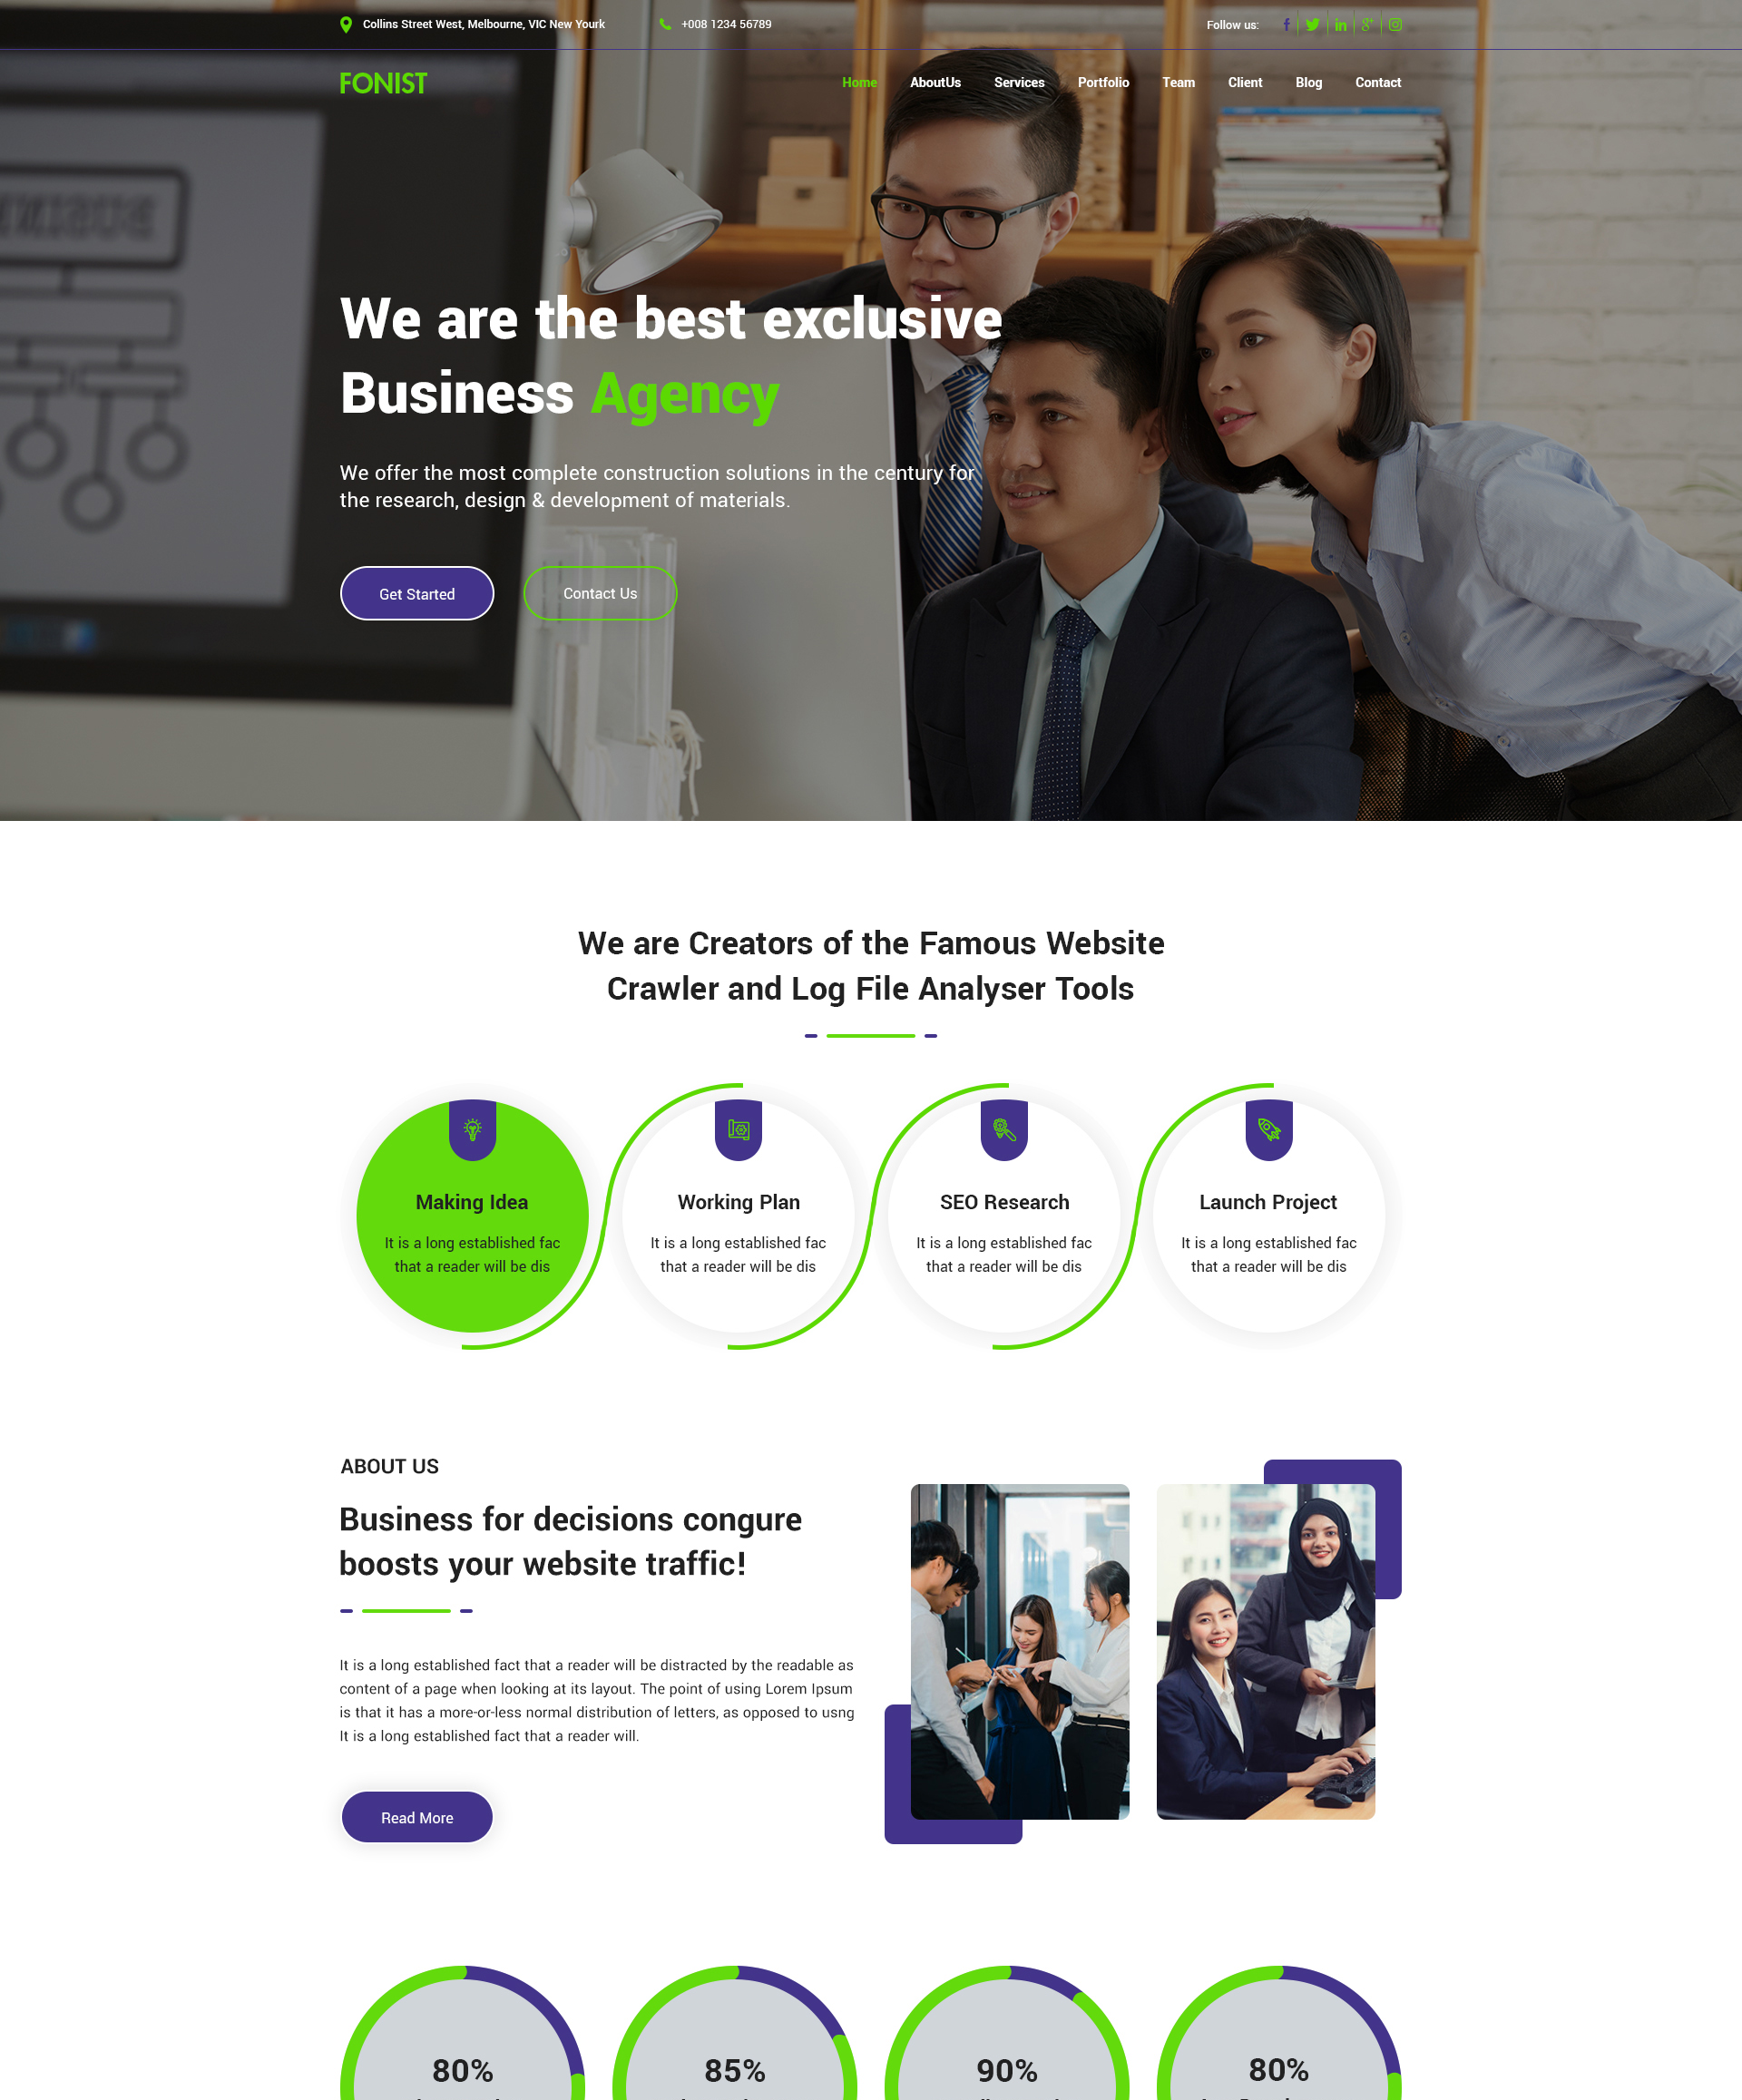 Collins Street West, Melbourne, VIC New Yourk
+008 1234 56789
Follow us:
FONIST
Home AboutUs Services Portfolio Team Client Blog Contact
We are the best exclusive
Business Agency
We offer the most complete construction solutions in the century for
the research, design & development of materials.
Get Started
Contact Us
We are Creators of the Famous Website
Crawler and Log File Analyser Tools
Making Idea
It is a long established fac
that a reader will be dis
Working Plan
It is a long established fac
that a reader will be dis
SEO Research
It is a long established fac
that a reader will be dis
Launch Project
It is a long established fac
that a reader will be dis
ABOUT US
Business for decisions congure
boosts your website traffic!
It is a long established fact that a reader will be distracted by the readable as
content of a page when looking at its layout. The point of using Lorem Ipsum
is that it has a more-or-less normal distribution of letters, as opposed to usng
It is a long established fact that a reader will.
Read More
80%
85%
90%
80%